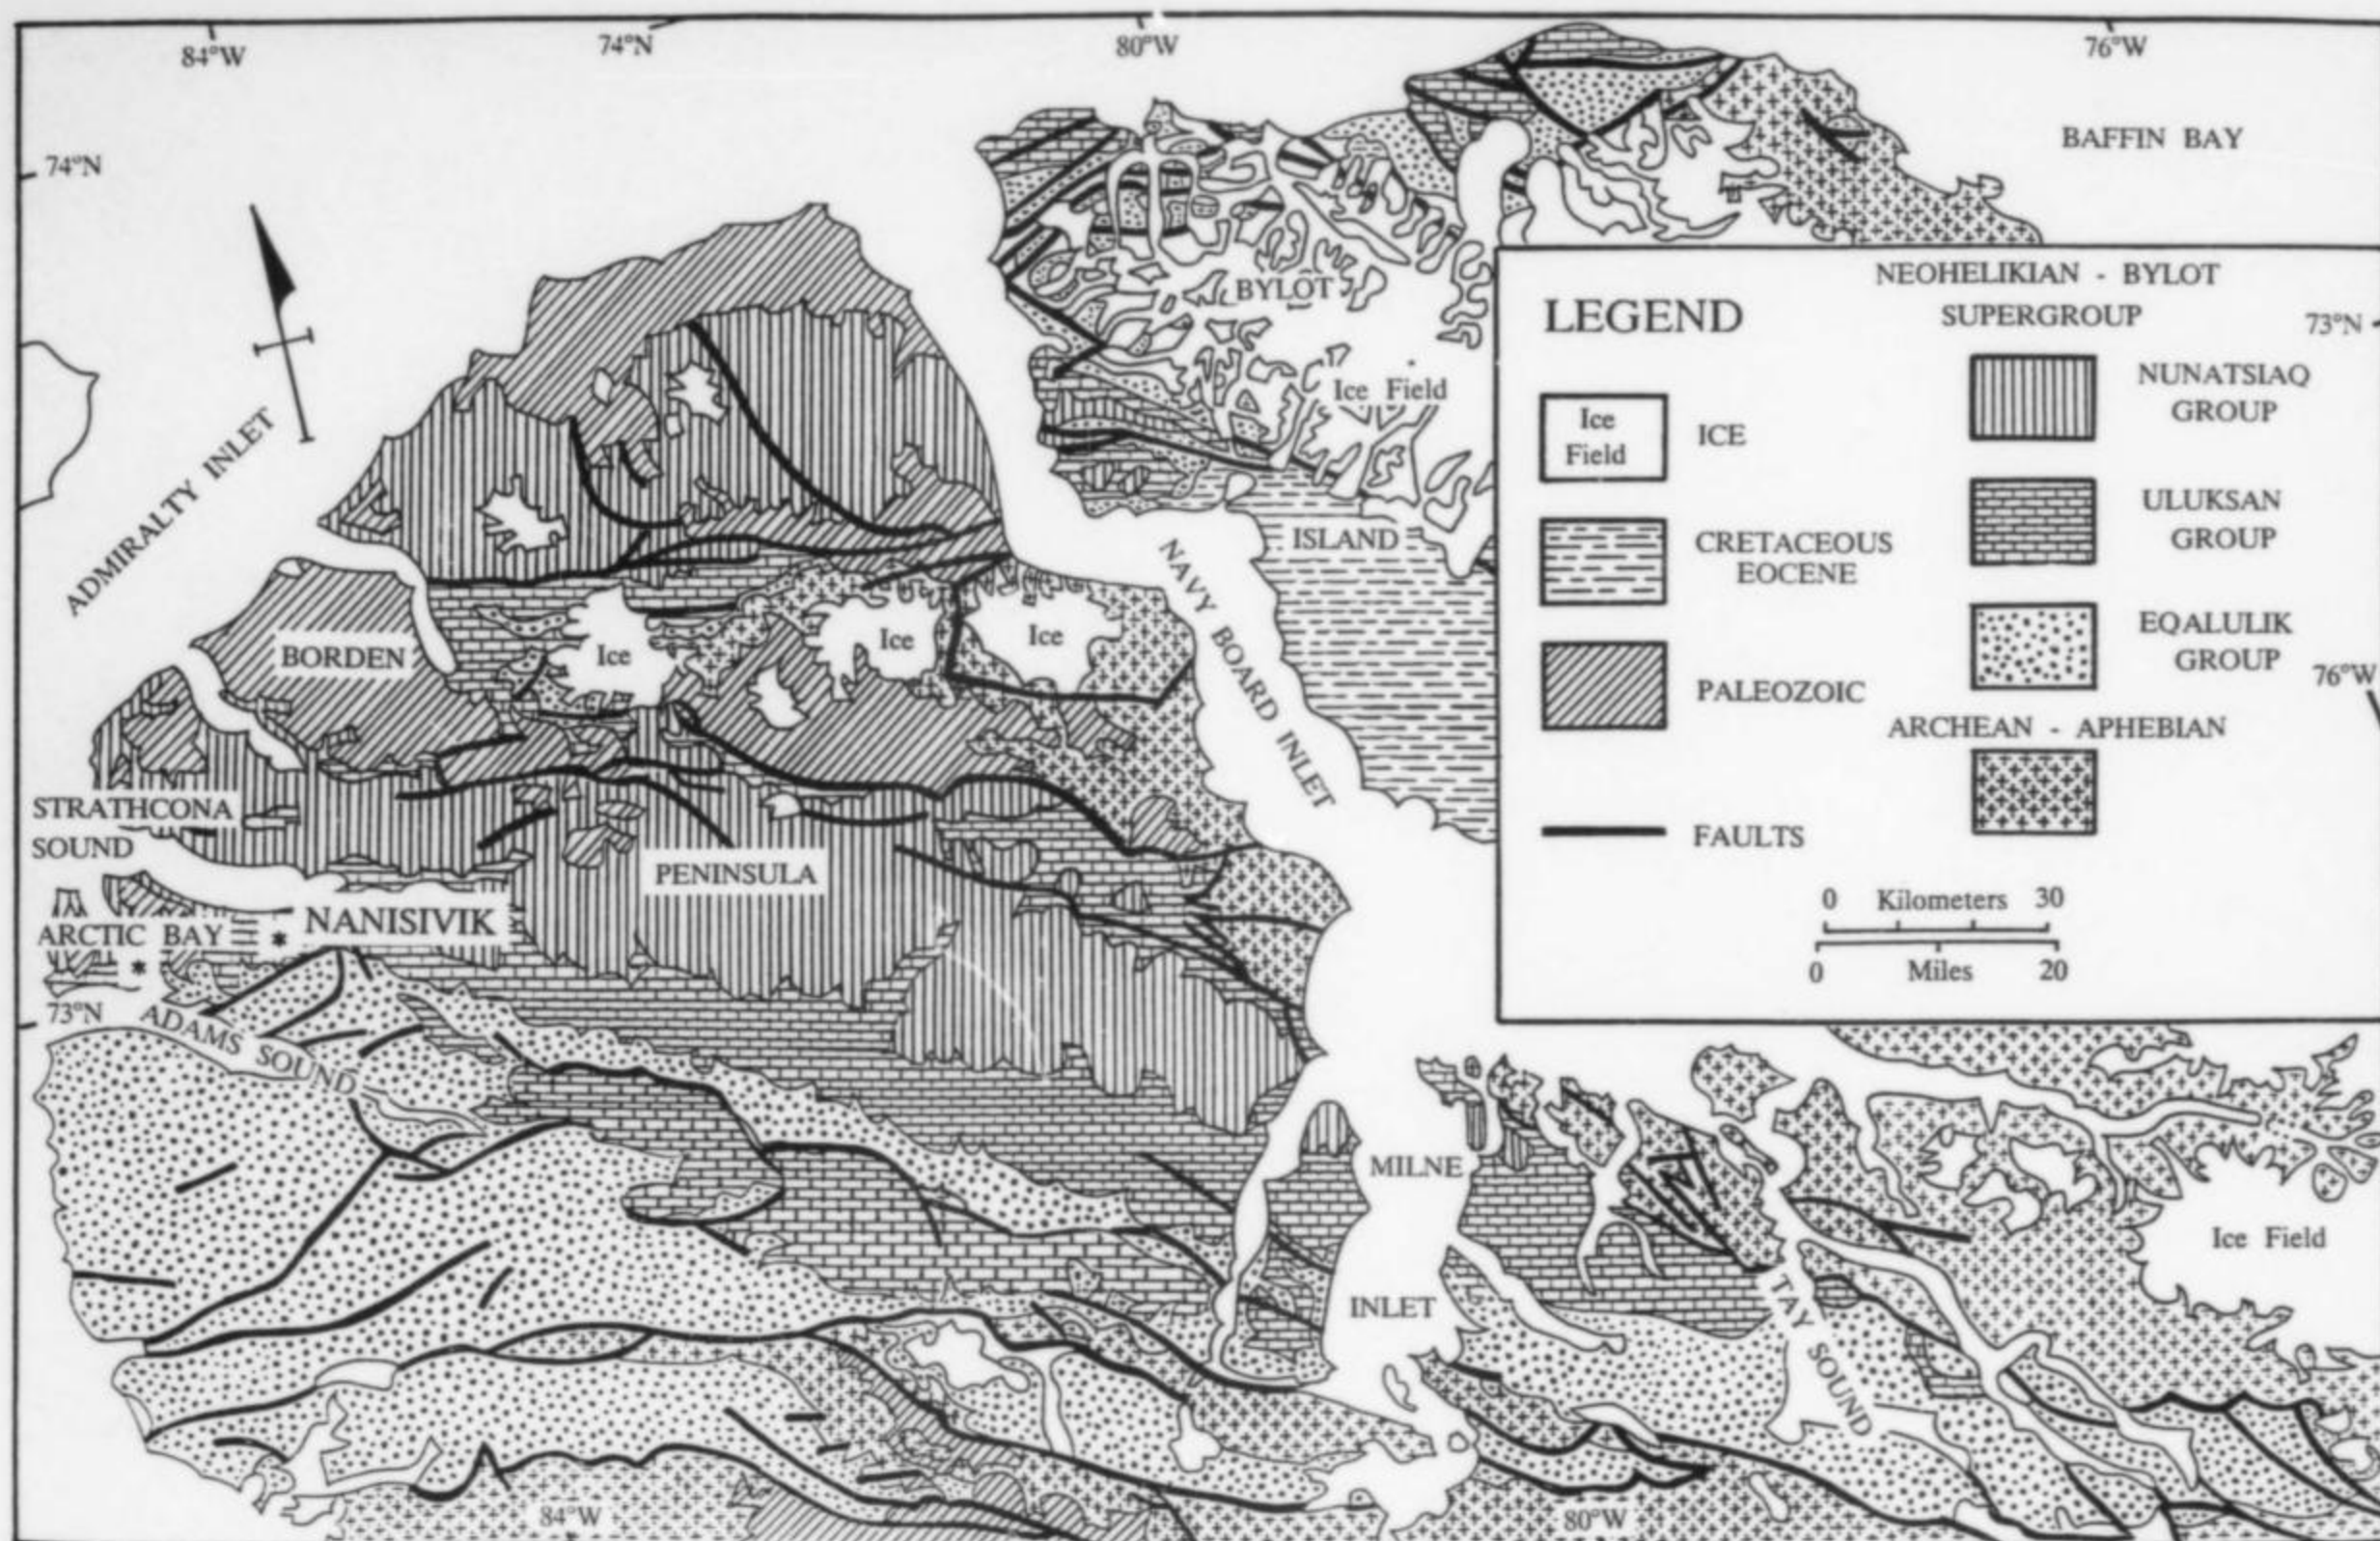 84°W
74°N
80°W
76°W
BAFFIN BAY
74°N
ADMIRALTY INLET
BYLOT
Ice Field
ISLAND
NAVY BOARD INLET
BORDEN
Ice
Ice
Ice
STRATHCONA
SOUND
PENINSULA
NANISIVIK
ARCTIC BAY *
*
73°N
ADAMS SOUND
MILNE
INLET
TAY SOUND
Ice Field
84°W
80°W
LEGEND
Ice
Field
ICE
CRETACEOUS
EOCENE
PALEOZOIC
FAULTS
NEOHELIKIAN - BYLOT
SUPERGROUP
73°N
NUNATSIAQ
GROUP
ULUKSAN
GROUP
EQALULIK
GROUP
76°W
ARCHEAN - APHEBIAN
0 Kilometers 30
0 Miles 20